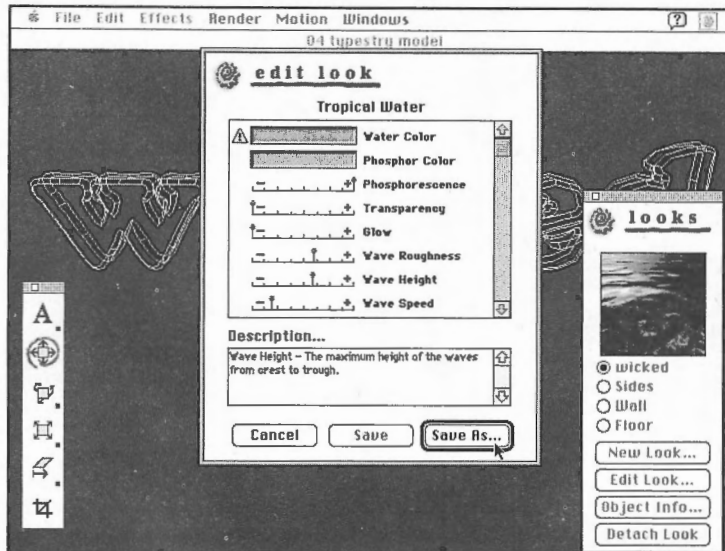 File Edit Effects Render Motion Windows
04 typestry model
edit look
Tropical Water
Water Color
Phosphor Color
Phosphorescence
Transparency
Glow
Wave Roughness
Wave Height
Wave Speed
Description...
Wave Height – The maximum height of the waves
from crest to trough.
Cancel Save Save As...
looks
wicked
Sides
Wall
Floor
New Look...
Edit Look...
Object Info...
Detach Look
A